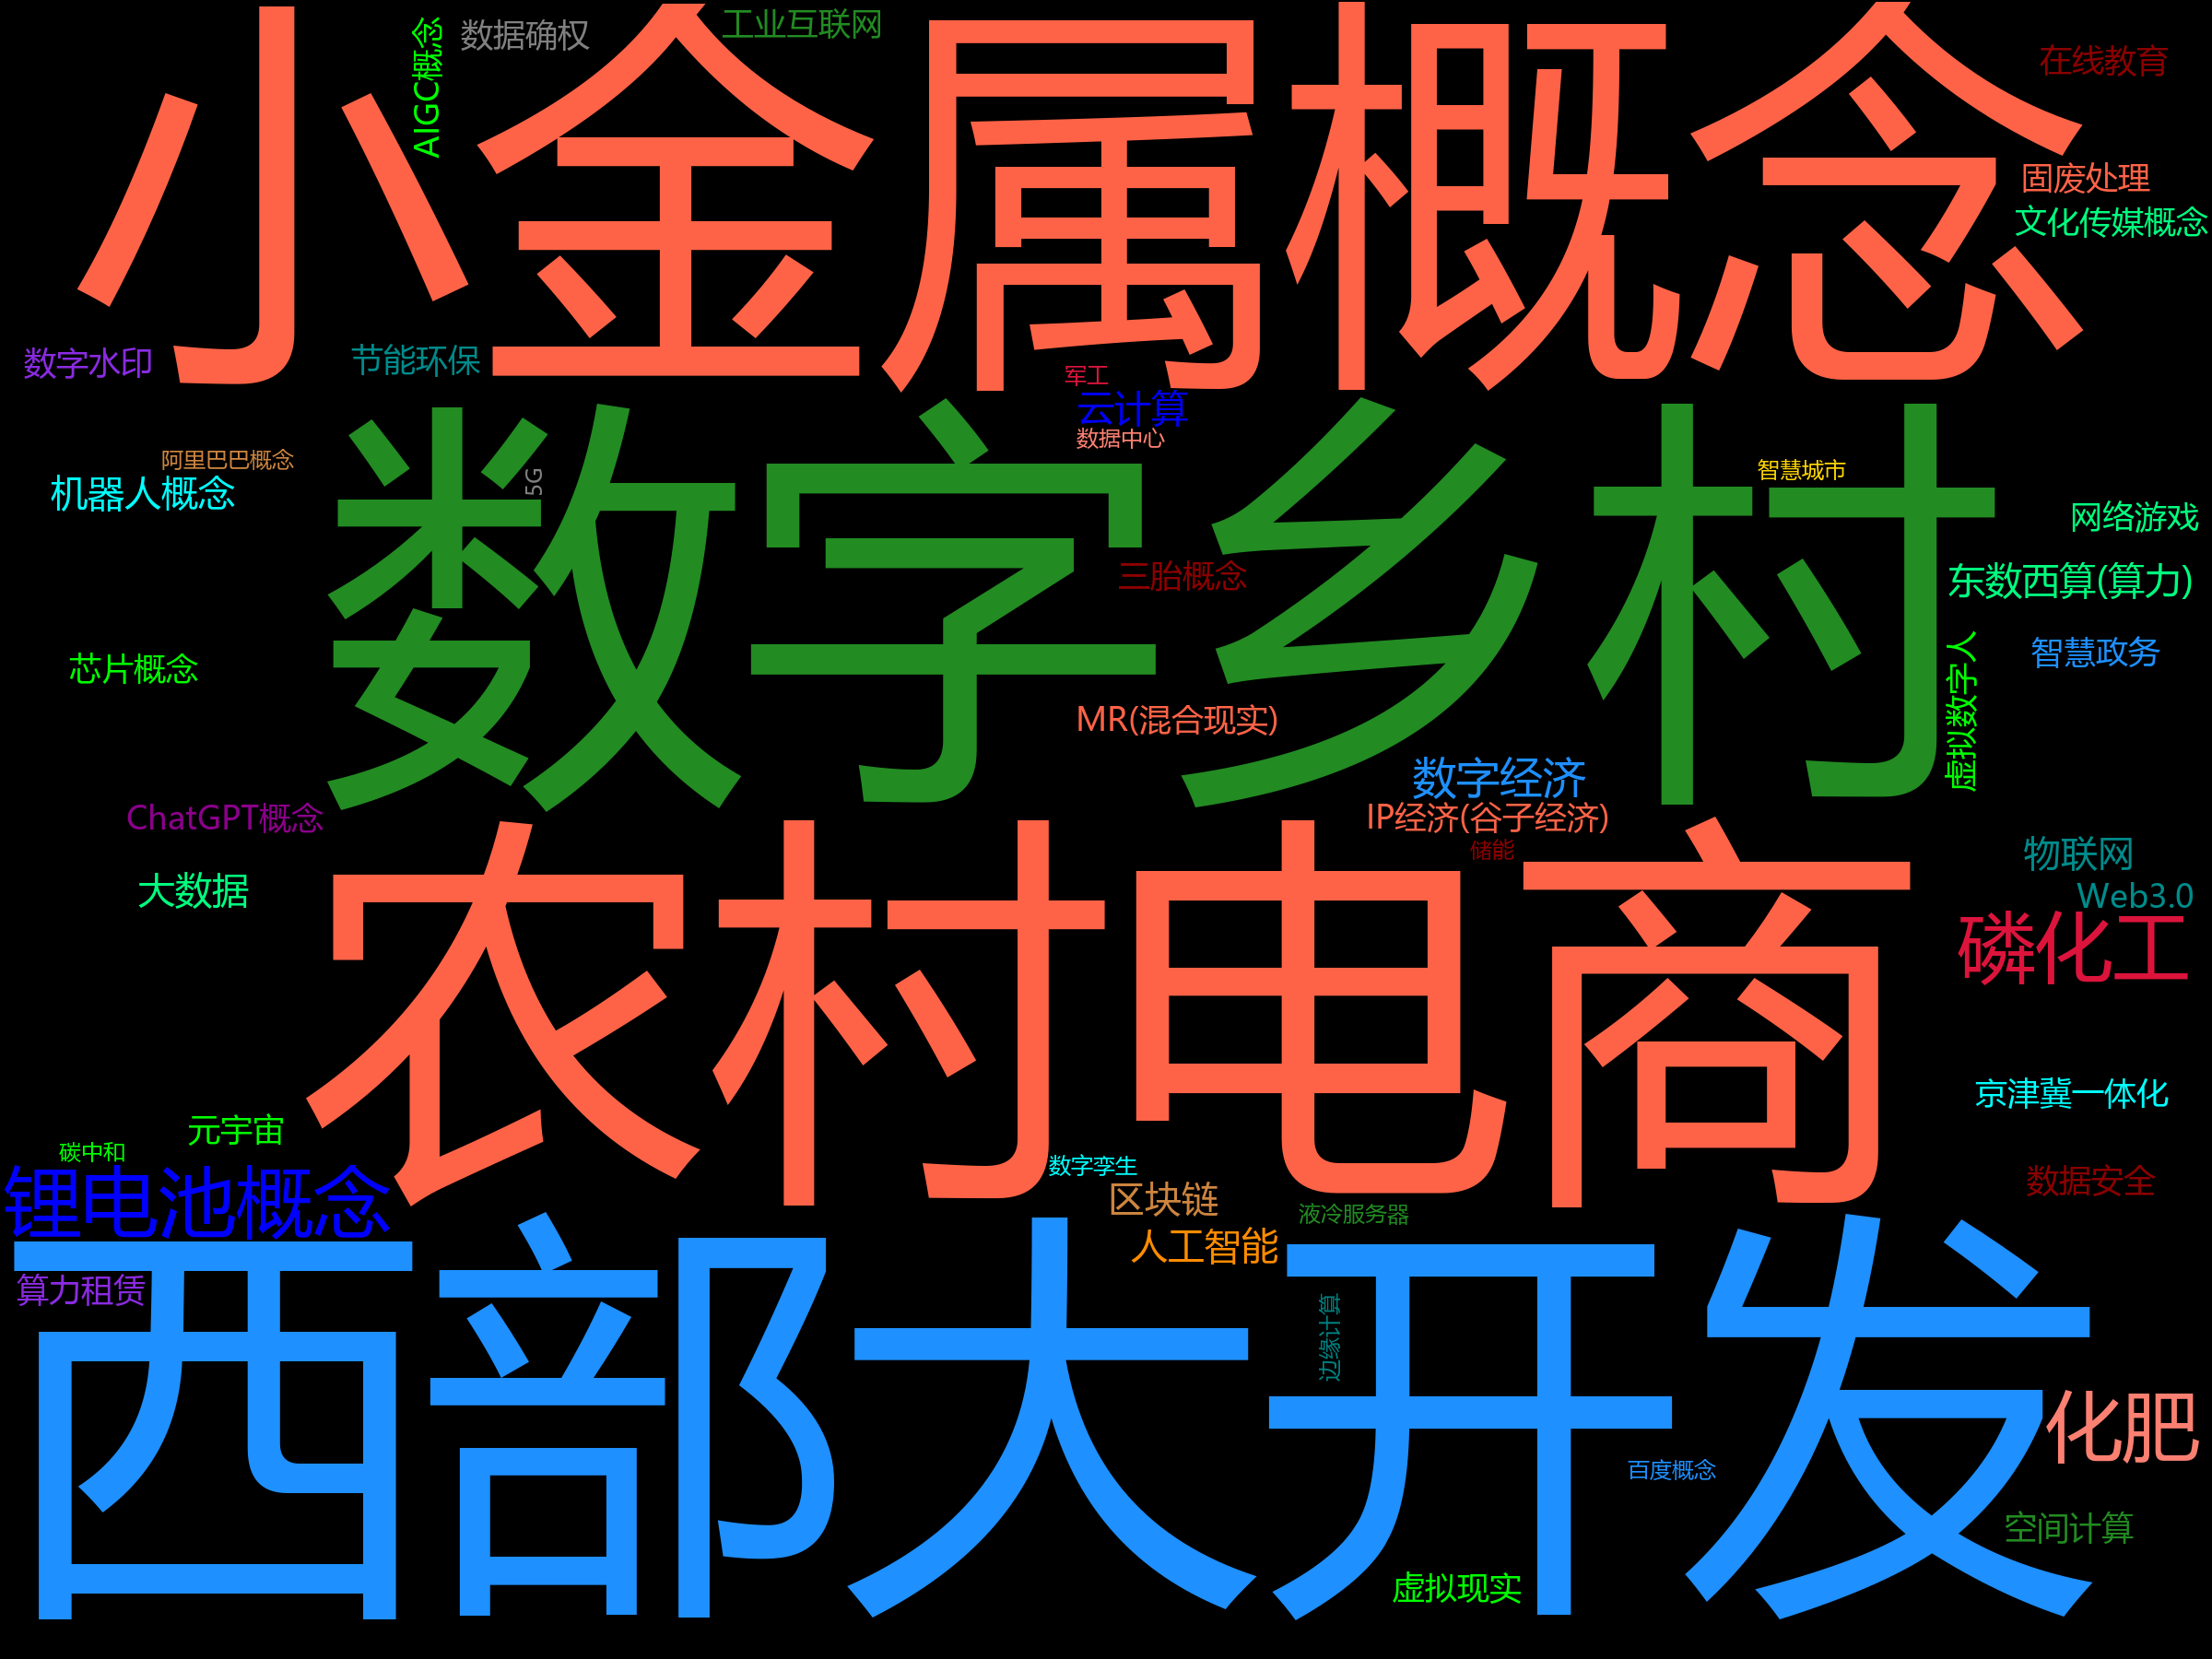 小金属概念
AIGC概念
数据确权
工业互联网
在线教育
固废处理
文化传媒概念
数字水印
节能环保
军工
云计算
数据中心
阿里巴巴概念
机器人概念
5G
智慧城市
网络游戏
数字乡村
三胎概念
东数西算(算力)
芯片概念
智慧政务
虚拟数字人
MR(混合现实)
数字经济
ChatGPT概念
IP经济(谷子经济)
储能
物联网
大数据
Web3.0
农村电商
磷化工
京津冀一体化
元宇宙
碳中和
数字孪生
锂电池概念
区块链
数据安全
液冷服务器
人工智能
算力租赁
西部大开发
边缘计算
化肥
百度概念
空间计算
虚拟现实